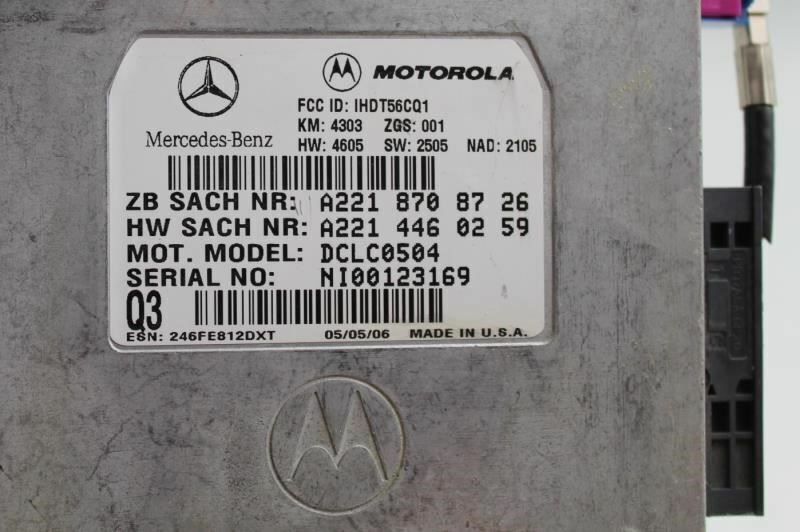 MOTOROLA
FCC ID: IHDT56CQ1
KM: 4303 ZGS: 001
Mercedes-Benz HW: 4605 SW: 2505 NAD: 2105
ZB SACH NR: A221 870 87 26
HW SACH NR: A221 446 02 59
MOT. MODEL: DCLC0504
SERIAL NO: NI00123169
Q3
ESN: 246FE812DXT 05/05/06 MADE IN U.S.A.